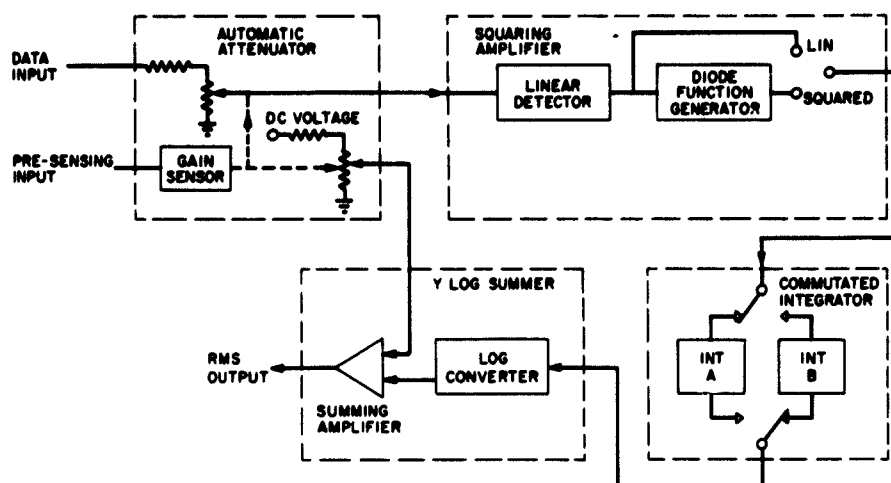 AUTOMATIC
ATTENUATOR
DATA
INPUT
DC VOLTAGE
PRE-SENSING
INPUT
GAIN
SENSOR
SQUARING
AMPLIFIER
LINEAR
DETECTOR
DIODE
FUNCTION
GENERATOR
LIN
SQUARED
Y LOG SUMMER
RMS
OUTPUT
LOG
CONVERTER
SUMMING
AMPLIFIER
COMMUTATED
INTEGRATOR
INT
A
INT
B